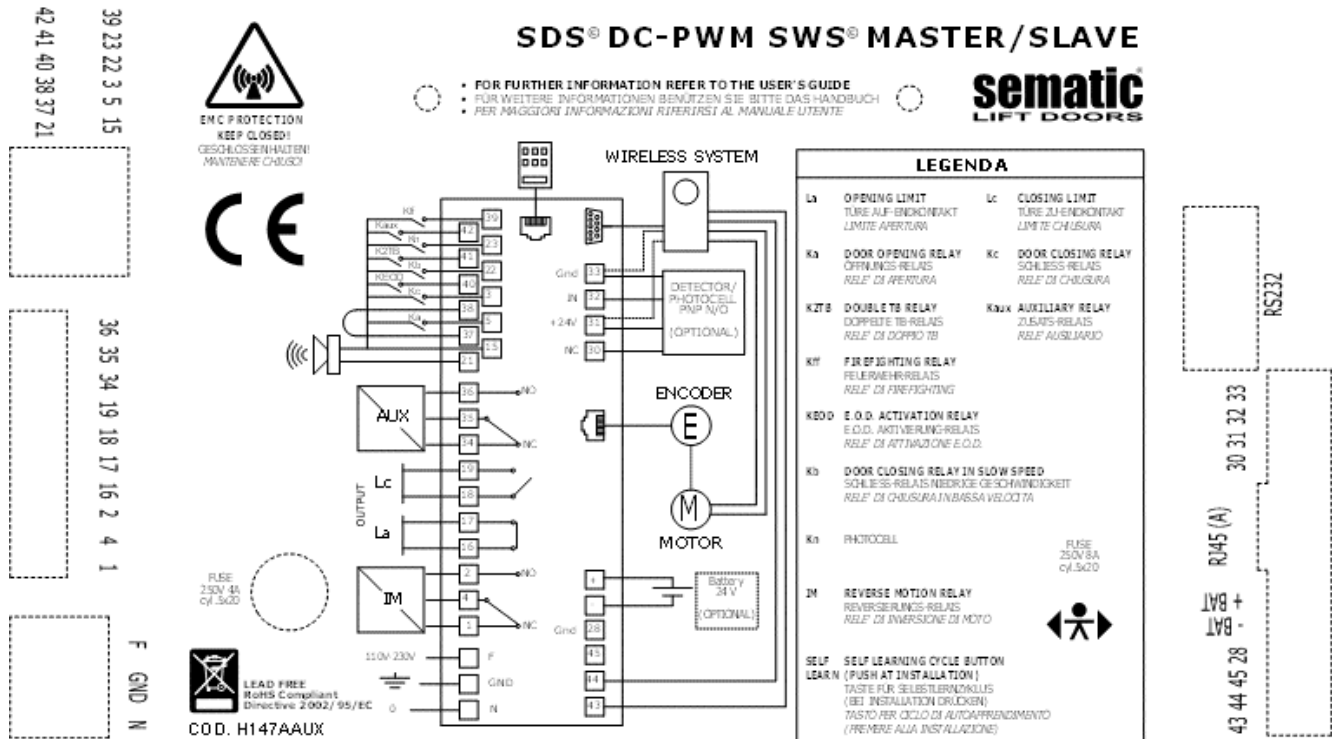 42 41 40 38 37 21
39 23 22 3 5 15
36 35 34 19 18 17 16 2 4 1
F GND N
SDS© DC-PWM SWS© MASTER/SLAVE
• FOR FURTHER INFORMATION REFER TO THE USER'S GUIDE
• FÜR WEITERE INFORMATIONEN BENÜTZEN SIE BITTE DAS HANDBUCH
• PER MAGGIORI INFORMAZIONI RIFERIRSI AL MANUALE UTENTE
sematic
LIFT DOORS
EMC PROTECTION
KEEP CLOSED!
GESCHLOSSEN HALTEN!
MANTENERE CHIUSO!
CE
WIRELESS SYSTEM
Kff
39
Kaux
42
Kn
23
K2TB
41
Kb
22
KEOD
40
Kc
3
38
Ka
5
37
15
21
Gnd 33
IN 32
+24V 31
NC 30
DETECTOR/
PHOTOCELL
PNP N/O
(OPTIONAL)
AUX
36 NO
35
34 NC
ENCODER
E
M
MOTOR
OUTPUT
Lc
19
18
La
17
16
IM
2 NO
4
1 NC
+
-
Battery
24 V
(OPTIONAL)
Gnd 28
45
44
43
110V-230V F
GND
0 N
FUSE
250V 4A
cyl.5x20
LEAD FREE
RoHS Compliant
Directive 2002/95/EC
COD. H147AAUX
LEGENDA
La OPENING LIMIT
TÜRE AUF-ENDKONTAKT
LIMITE APERTURA
Lc CLOSING LIMIT
TÜRE ZU-ENDKONTAKT
LIMITE CHIUSURA
Ka DOOR OPENING RELAY
ÖFFNUNGS-RELAIS
RELE' DI APERTURA
Kc DOOR CLOSING RELAY
SCHLIESS-RELAIS
RELE' DI CHIUSURA
K2TB DOUBLE TB RELAY
DOPPELTE TB-RELAIS
RELE' DI DOPPIO TB
Kaux AUXILIARY RELAY
ZUSATS-RELAIS
RELE' AUSILIARIO
Kff FIREFIGHTING RELAY
FEUERWEHR-RELAIS
RELE' DI FIREFIGHTING
KEOD E.O.D. ACTIVATION RELAY
E.O.D. AKTIVIERUNG-RELAIS
RELE' DI ATTIVAZIONE E.O.D.
Kb DOOR CLOSING RELAY IN SLOW SPEED
SCHLIESS-RELAIS NIEDRIGE GESCHWINDIGKEIT
RELE' DI CHIUSURA IN BASSA VELOCITA
Kn PHOTOCELL
FUSE
250V 8A
cyl.5x20
IM REVERSE MOTION RELAY
REVERSIERUNGS-RELAIS
RELE' DI INVERSIONE DI MOTO
SELF LEARN SELF LEARNING CYCLE BUTTON
(PUSH AT INSTALLATION)
TASTE FÜR SELBSTLERNZYKLUS
(BEI INSTALLATION DRÜCKEN)
TASTO PER CICLO DI AUTOAPPRENDIMENTO
(PREMERE ALLA INSTALLAZIONE)
RS232
30 31 32 33
RJ45 (A)
+ BAT
- BAT
43 44 45 28